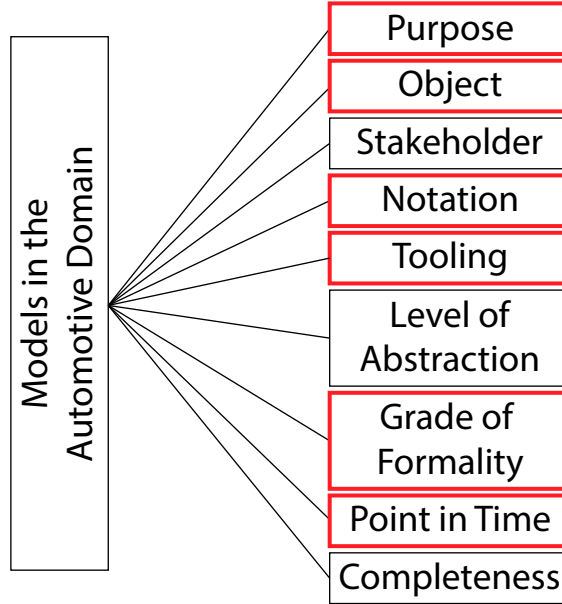 Models in the
Automotive Domain
Purpose
Object
Stakeholder
Notation
Tooling
Level of
Abstraction
Grade of
Formality
Point in Time
Completeness